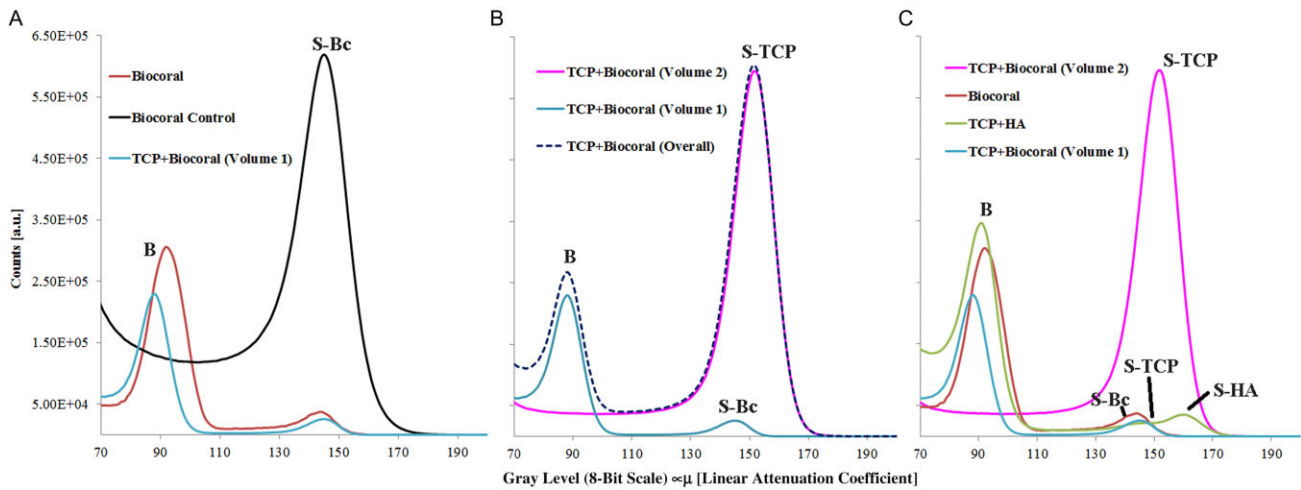 A
6.50E+05
5.50E+05
4.50E+05
3.50E+05
2.50E+05
1.50E+05
5.00E+04
Counts [a.u.]
Biocoral
Biocoral Control
TCP+Biocoral (Volume 1)
S-Bc
B
70 90 110 130 150 170 190
B
TCP+Biocoral (Volume 2)
TCP+Biocoral (Volume 1)
TCP+Biocoral (Overall)
S-TCP
B
S-Bc
70 90 110 130 150 170 190
C
TCP+Biocoral (Volume 2)
Biocoral
TCP+HA
TCP+Biocoral (Volume 1)
S-TCP
B
S-TCP
S-Bc
S-HA
70 90 110 130 150 170 190
Gray Level (8-Bit Scale) ∝μ [Linear Attenuation Coefficient]